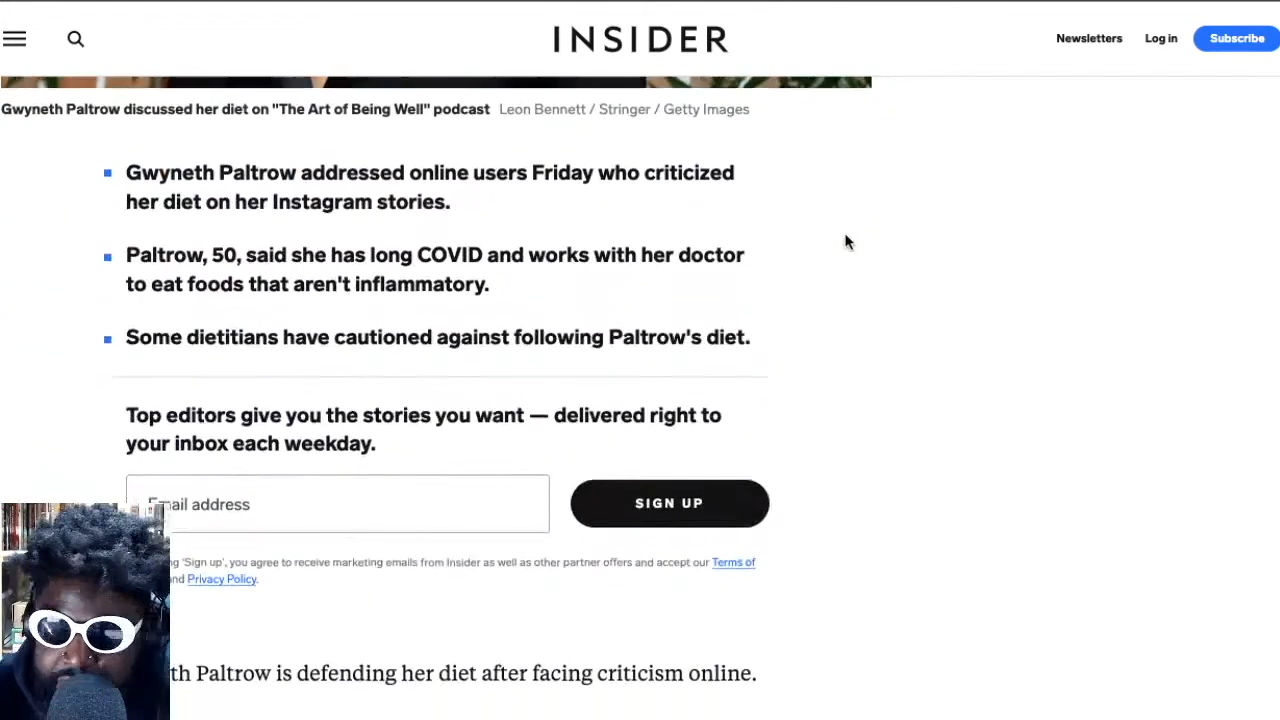 INSIDER
Newsletters
Log in
Subscribe
Gwyneth Paltrow discussed her diet on "The Art of Being Well" podcast Leon Bennett / Stringer / Getty Images
Gwyneth Paltrow addressed online users Friday who criticized
her diet on her Instagram stories.
Paltrow, 50, said she has long COVID and works with her doctor
to eat foods that aren't inflammatory.
Some dietitians have cautioned against following Paltrow's diet.
Top editors give you the stories you want — delivered right to
your inbox each weekday.
Email address
SIGN UP
'Sign up', you agree to receive marketing emails from Insider as well as other partner offers and accept our Terms of
and Privacy Policy.
Paltrow is defending her diet after facing criticism online.